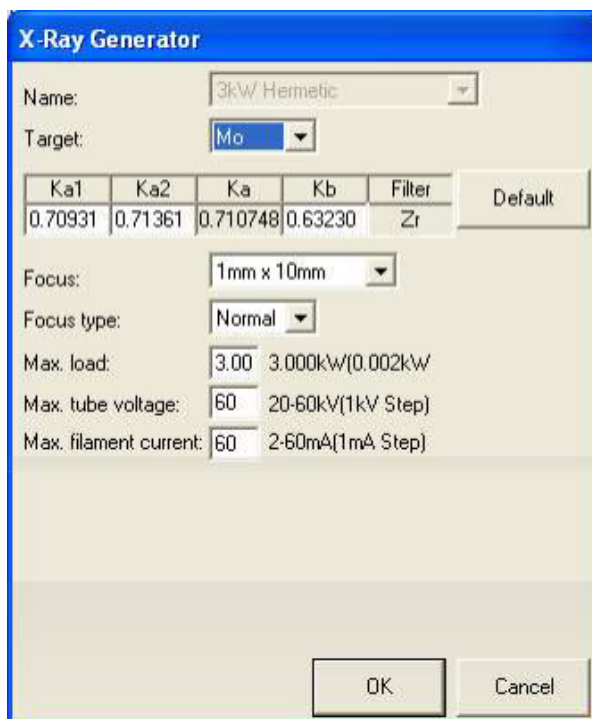 X-Ray Generator
Name: 3kW Hermetic
Target: Mo
Ka1 Ka2 Ka Kb Filter
0.70931 0.71361 0.710748 0.63230 Zr
Default
Focus: 1mm x 10mm
Focus type: Normal
Max. load: 3.00 3.000kW(0.002kW
Max. tube voltage: 60 20-60kV(1kV Step)
Max. filament current: 60 2-60mA(1mA Step)
OK Cancel